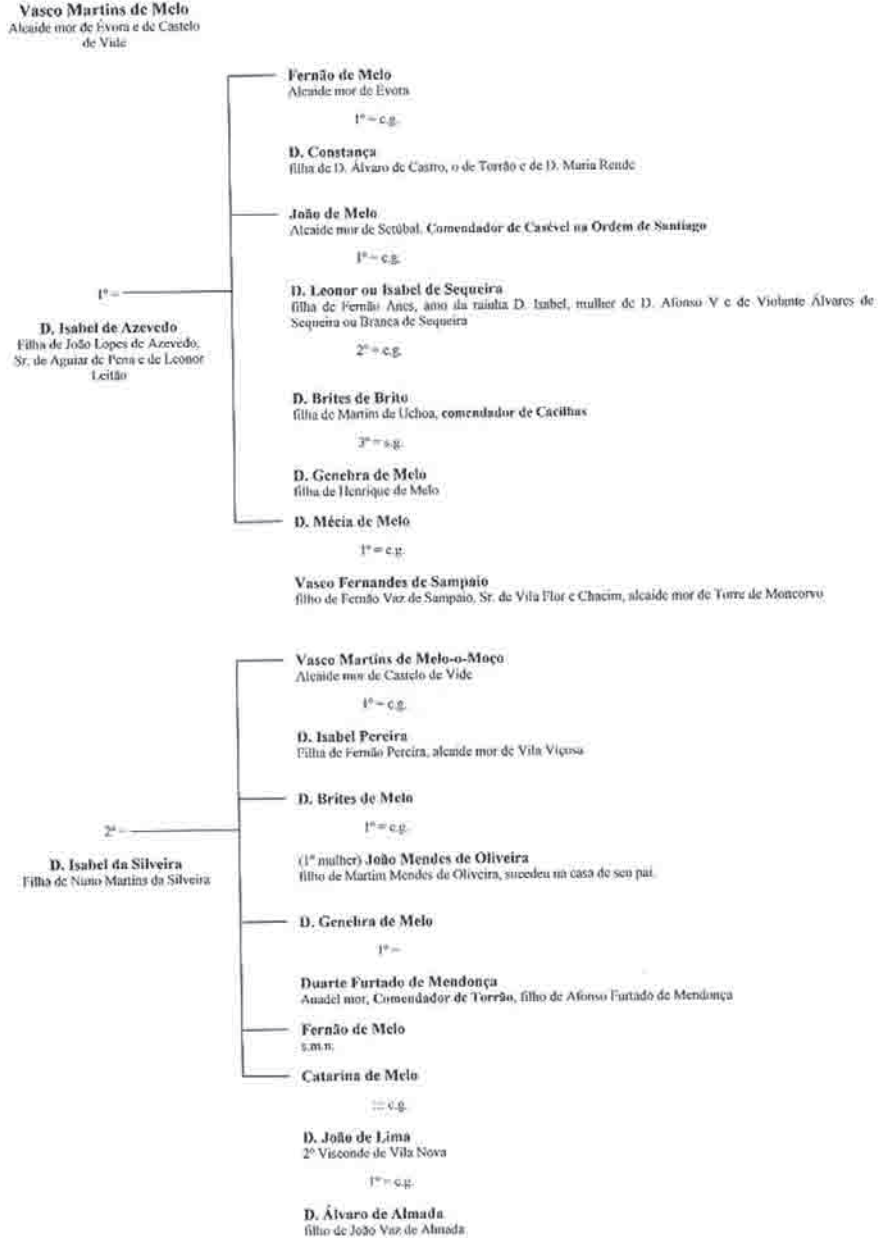 Vasco Martins de Melo
Alcaide mor de Évora e de Castelo
de Vide
Fernão de Melo
Alcaide mor de Évora
1º = c.g.
D. Constança
filha de D. Álvaro de Castro, o de Torrão e de D. Maria Rende
João de Melo
Alcaide mor de Setúbal, Comendador de Casével na Ordem de Santiago
1º = c.g.
1º =
D. Leonor ou Isabel de Sequeira
filha de Fernão Anes, amo da rainha D. Isabel, mulher de D. Afonso V e de Violante Álvares de
Sequeira ou Branca de Sequeira
D. Isabel de Azevedo
Filha de João Lopes de Azevedo,
Sr. de Aguiar de Pena e de Leonor
Leitão
2º = c.g.
D. Brites de Brito
filha de Martim de Uchoa, comendador de Cacilhas
3º = s.g.
D. Genebra de Melo
filha de Henrique de Melo
D. Mécia de Melo
1º = c.g.
Vasco Fernandes de Sampaio
filho de Fernão Vaz de Sampaio, Sr. de Vila Flor e Chacim, alcaide mor de Torre de Moncorvo
Vasco Martins de Melo-o-Moço
Alcaide mor de Castelo de Vide
1º = c.g.
D. Isabel Pereira
Filha de Fernão Pereira, alcaide mor de Vila Viçosa
D. Brites de Melo
1º = c.g.
2ª =
D. Isabel da Silveira
Filha de Nuno Martins da Silveira
(1ª mulher) João Mendes de Oliveira
filho de Martim Mendes de Oliveira, sucedeu na casa de seu pai.
D. Genebra de Melo
1º =
Duarte Furtado de Mendonça
Anadel mor, Comendador de Torrão, filho de Afonso Furtado de Mendonça
Fernão de Melo
s.m.n.
Catarina de Melo
::: c.g.
D. João de Lima
2º Visconde de Vila Nova
1º = c.g.
D. Álvaro de Almada
filho de João Vaz de Almada